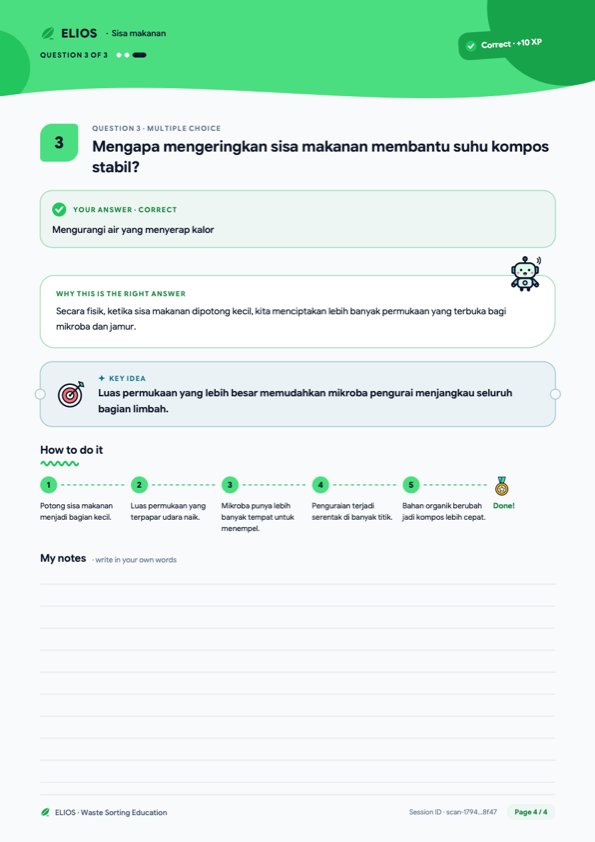 ELIOS · Sisa makanan
QUESTION 3 OF 3
Correct · +10 XP
3
QUESTION 3 · MULTIPLE CHOICE
Mengapa mengeringkan sisa makanan membantu suhu kompos
stabil?
YOUR ANSWER · CORRECT
Mengurangi air yang menyerap kalor
WHY THIS IS THE RIGHT ANSWER
Secara fisik, ketika sisa makanan dipotong kecil, kita menciptakan lebih banyak permukaan yang terbuka bagi
mikroba dan jamur.
KEY IDEA
Luas permukaan yang lebih besar memudahkan mikroba pengurai menjangkau seluruh
bagian limbah.
How to do it
1
Potong sisa makanan
menjadi bagian kecil.
2
Luas permukaan yang
terpapar udara naik.
3
Mikroba punya lebih
banyak tempat untuk
menempel.
4
Penguraian terjadi
serentak di banyak titik.
5
Bahan organik berubah
jadi kompos lebih cepat.
Done!
My notes · write in your own words
ELIOS · Waste Sorting Education
Session ID · scan-1794...8f47
Page 4 / 4